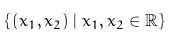 {(x₁, x₂) | x₁, x₂ ∈ ℝ}